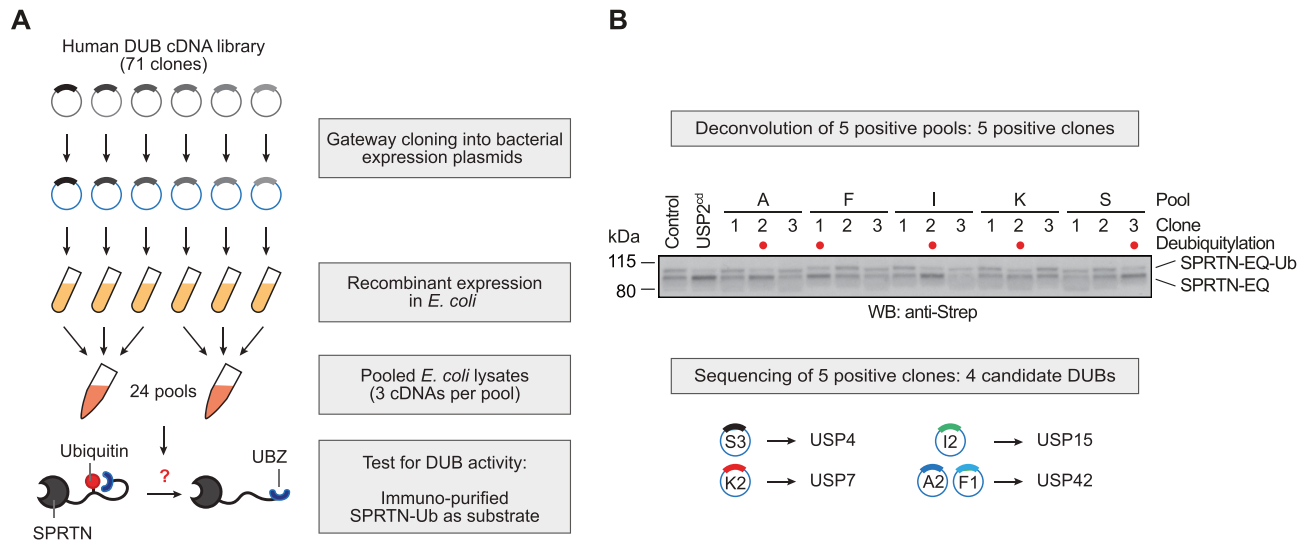 A
Human DUB cDNA library
(71 clones)
Gateway cloning into bacterial
expression plasmids
Recombinant expression
in E. coli
24 pools
Pooled E. coli lysates
(3 cDNAs per pool)
Ubiquitin
?
UBZ
SPRTN
Test for DUB activity:
Immuno-purified
SPRTN-Ub as substrate
B
Deconvolution of 5 positive pools: 5 positive clones
Control
USP2cd
A F I K S Pool
1 2 3 1 2 3 1 2 3 1 2 3 1 2 3 Clone
Deubiquitylation
kDa
115
80
SPRTN-EQ-Ub
SPRTN-EQ
WB: anti-Strep
Sequencing of 5 positive clones: 4 candidate DUBs
S3 USP4
I2 USP15
K2 USP7
A2 F1 USP42